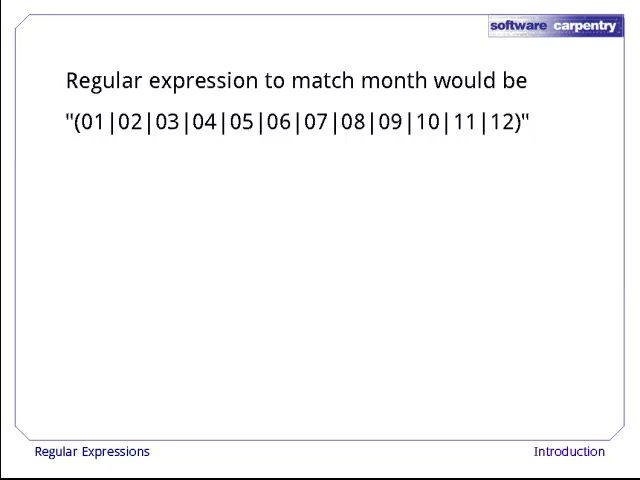 software carpentry
Regular expression to match month would be
"(01|02|03|04|05|06|07|08|09|10|11|12)"
Regular Expressions
Introduction